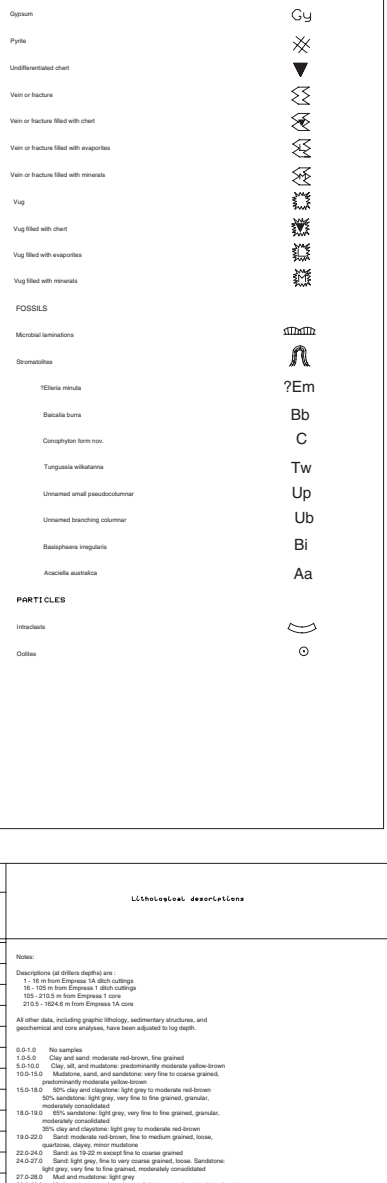 Gypsum Gy
Pyrite
Undifferentiated chert
Vein or fracture
Vein or fracture filled with chert
Vein or fracture filled with evaporites L
Vein or fracture filled with minerals M
Vug
Vug filled with chert
Vug filled with evaporites L
Vug filled with minerals M
FOSSILS
Microbial laminations
Stromatolites
?Elleria minuta ?Em
Baicalia burra Bb
Conophyton form nov. C
Tungussia wilkatanna Tw
Unnamed small pseudocolumnar Up
Unnamed branching columnar Ub
Basisphaera irregularis Bi
Acaciella australica Aa
PARTICLES
Intraclasts
Oolites
Lithological descriptions
Notes:
Descriptions (at drillers depths) are :
1 - 16 m from Empress 1A ditch cuttings
16 - 105 m from Empress 1 ditch cuttings
105 - 210.5 m from Empress 1 core
210.5 - 1624.6 m from Empress 1A core
All other data, including graphic lithology, sedimentary structures, and
geochemical and core analyses, have been adjusted to log depth.
0.0-1.0 No samples
1.0-5.0 Clay and sand: moderate red-brown, fine grained
5.0-10.0 Clay, silt, and mudstone: predominantly moderate yellow-brown
10.0-15.0 Mudstone, sand, and sandstone: very fine to coarse grained,
predominantly moderate yellow-brown
15.0-18.0 50% clay and claystone: light grey to moderate red-brown
50% sandstone: light grey, very fine to fine grained, granular,
moderately consolidated
18.0-19.0 65% sandstone: light grey, very fine to fine grained, granular,
moderately consolidated
35% clay and claystone: light grey to moderate red-brown
19.0-22.0 Sand: moderate red-brown, fine to medium grained, loose,
quartzose, clayey, minor mudstone
22.0-24.0 Sand: as 19-22 m except fine to coarse grained
24.0-27.0 Sand: light grey, fine to very coarse grained, loose. Sandstone:
light grey, very fine to fine grained, moderately consolidated
27.0-28.0 Mud and mudstone: light grey